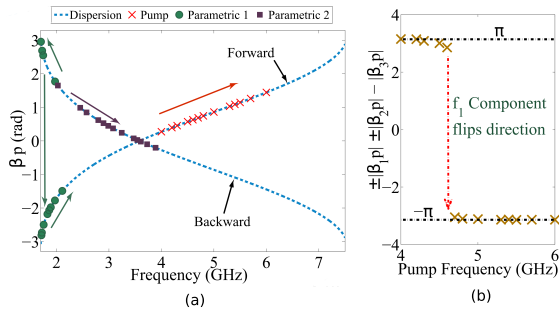 Dispersion Pump Parametric 1 Parametric 2
(a)
3
2
1
0
−1
−2
−3
β p (rad)
Forward
Backward
2 3 4 5 6 7
Frequency (GHz)
(a)
4
2
0
−2
−4
±|β₁p| ±|β₂p| − |β₃p|
π
f₁ Component
flips direction
−π
4 5 6
Pump Frequency (GHz)
(b)